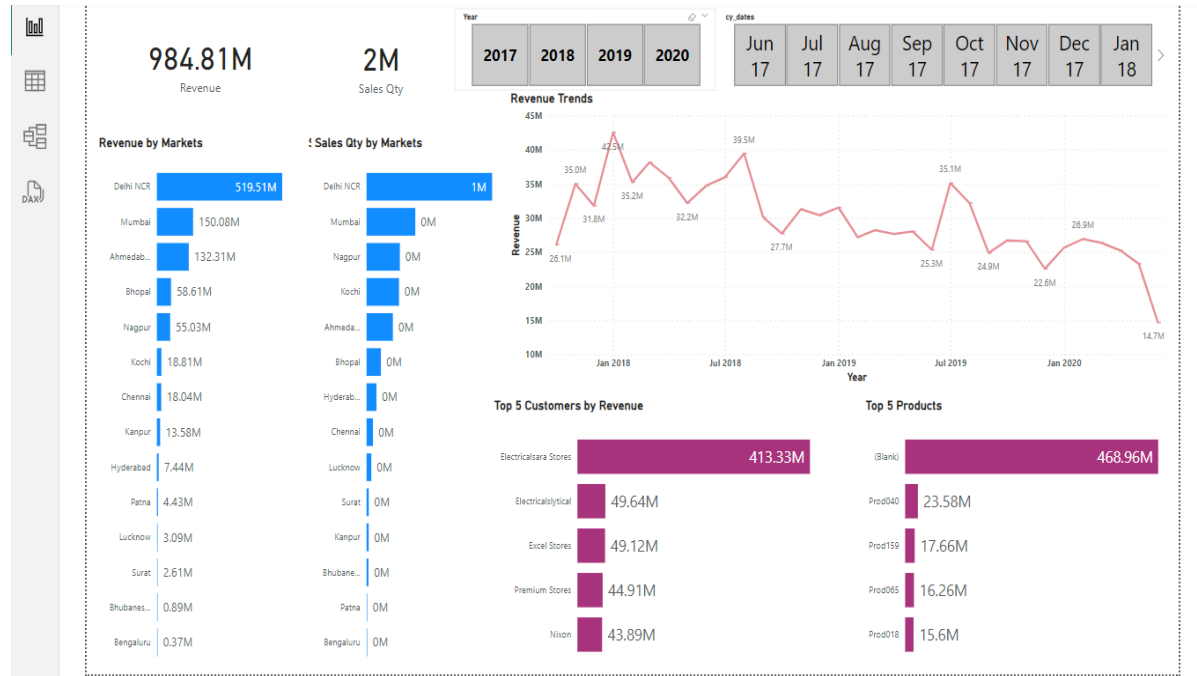 DAX
984.81M
Revenue
2M
Sales Qty
Year
2017 2018 2019 2020
cy_dates
Jun 17
Jul 17
Aug 17
Sep 17
Oct 17
Nov 17
Dec 17
Jan 18
Revenue by Markets
Delhi NCR 519.51M
Mumbai 150.08M
Ahmedab... 132.31M
Bhopal 58.61M
Nagpur 55.03M
Kochi 18.81M
Chennai 18.04M
Kanpur 13.58M
Hyderabad 7.44M
Patna 4.43M
Lucknow 3.09M
Surat 2.61M
Bhubanes... 0.89M
Bengaluru 0.37M
Sales Qty by Markets
Delhi NCR 1M
Mumbai 0M
Nagpur 0M
Kochi 0M
Ahmeda... 0M
Bhopal 0M
Hyderab... 0M
Chennai 0M
Lucknow 0M
Surat 0M
Kanpur 0M
Bhubane... 0M
Patna 0M
Bengaluru 0M
Revenue Trends
Revenue
45M
40M
35M
30M
25M
20M
15M
10M
26.1M
35.0M
31.8M
42.5M
35.2M
32.2M
39.5M
27.7M
25.3M
35.1M
24.9M
22.6M
26.9M
14.7M
Jan 2018 Jul 2018 Jan 2019 Jul 2019 Jan 2020
Year
Top 5 Customers by Revenue
Electricalsara Stores 413.33M
Electricalslytical 49.64M
Excel Stores 49.12M
Premium Stores 44.91M
Nixon 43.89M
Top 5 Products
(Blank) 468.96M
Prod040 23.58M
Prod159 17.66M
Prod065 16.26M
Prod018 15.6M